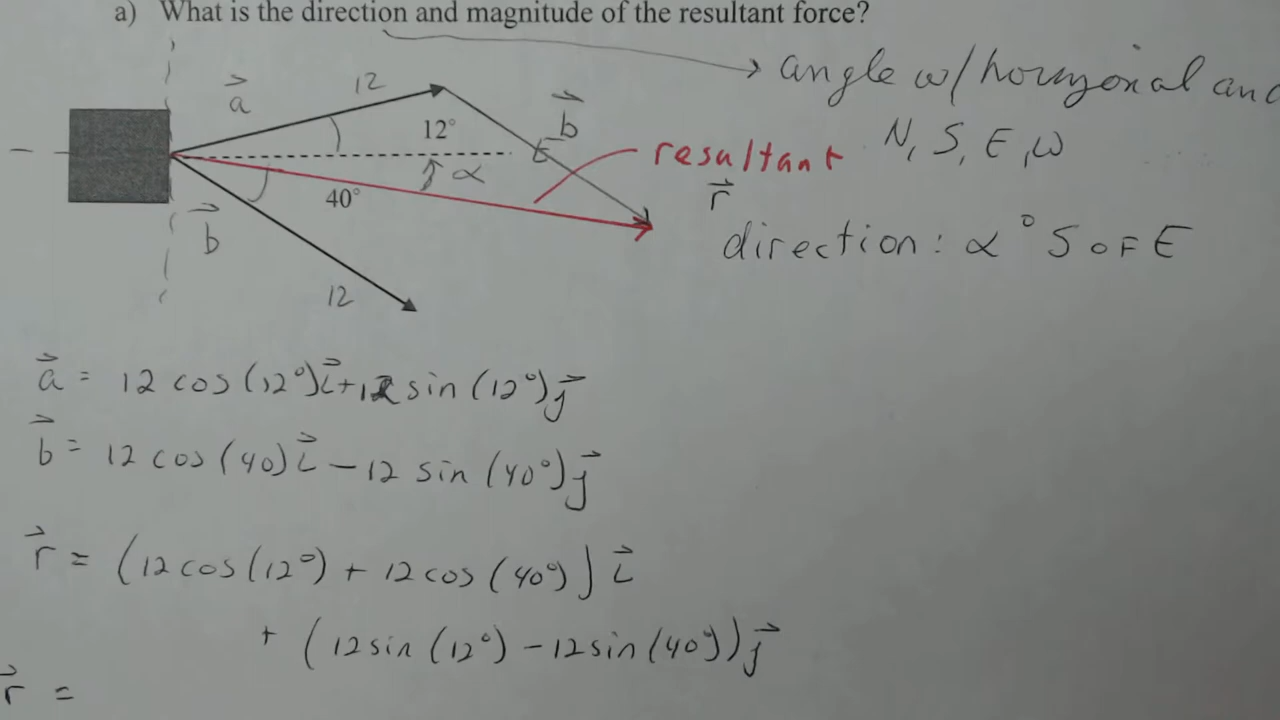 a) What is the direction and magnitude of the resultant force?
→ angle w/horizonal and
N, S, E, W
a⃗
12
12°
b⃗
E
resultant
r⃗
α
40°
b⃗
direction: α° S OF E
12
a⃗ = 12 cos (12°)i⃗ + 12 sin (12°)j⃗
b⃗ = 12 cos (40)i⃗ - 12 sin (40°)j⃗
r⃗ = (12 cos (12°) + 12 cos (40°)) i⃗
+ (12 sin (12°) - 12 sin (40°)) j⃗
r⃗ =